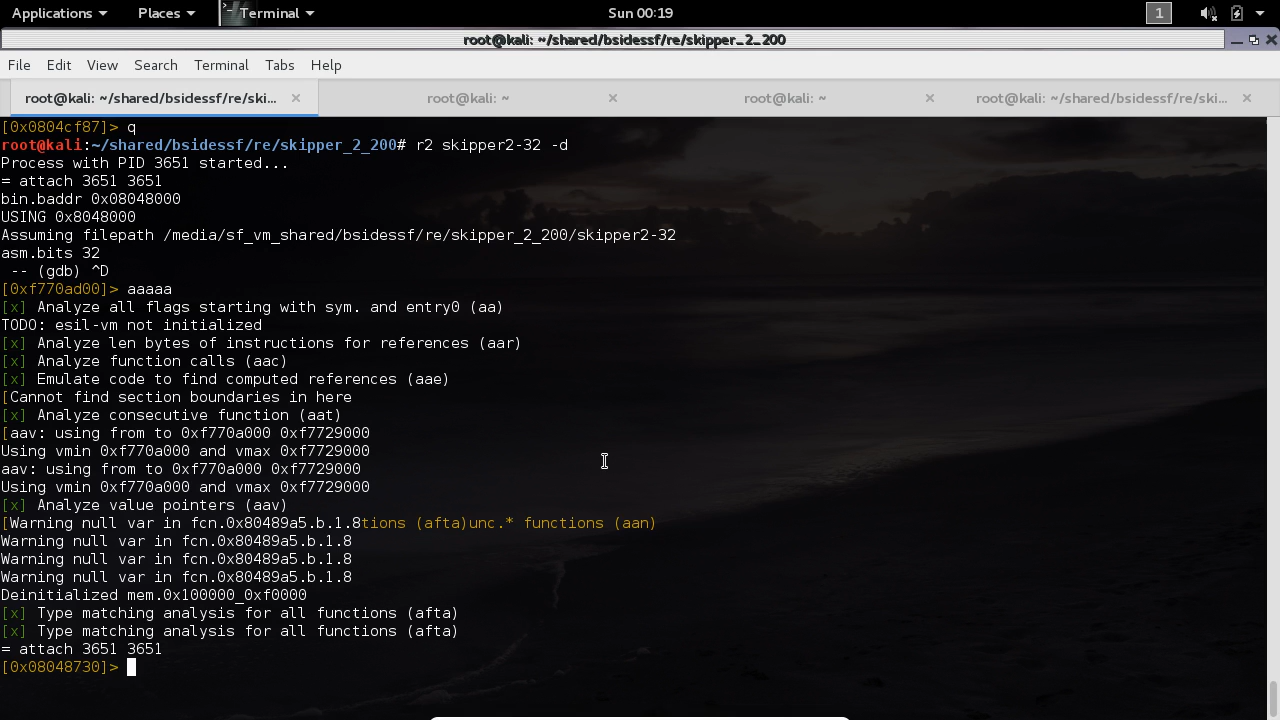 Applications Places Terminal Sun 00:19 1
root@kali: ~/shared/bsidessf/re/skipper_2_200
File Edit View Search Terminal Tabs Help
root@kali: ~/shared/bsidessf/re/ski... root@kali: ~ root@kali: ~ root@kali: ~/shared/bsidessf/re/ski...
[0x0804cf87]> q
root@kali:~/shared/bsidessf/re/skipper_2_200# r2 skipper2-32 -d
Process with PID 3651 started...
= attach 3651 3651
bin.baddr 0x08048000
USING 0x8048000
Assuming filepath /media/sf_vm_shared/bsidessf/re/skipper_2_200/skipper2-32
asm.bits 32
 -- (gdb) ^D
[0xf770ad00]> aaaaa
[x] Analyze all flags starting with sym. and entry0 (aa)
TODO: esil-vm not initialized
[x] Analyze len bytes of instructions for references (aar)
[x] Analyze function calls (aac)
[x] Emulate code to find computed references (aae)
[Cannot find section boundaries in here
[x] Analyze consecutive function (aat)
[aav: using from to 0xf770a000 0xf7729000
Using vmin 0xf770a000 and vmax 0xf7729000
aav: using from to 0xf770a000 0xf7729000
Using vmin 0xf770a000 and vmax 0xf7729000
[x] Analyze value pointers (aav)
[Warning null var in fcn.0x80489a5.b.1.8tions (afta)unc.* functions (aan)
Warning null var in fcn.0x80489a5.b.1.8
Warning null var in fcn.0x80489a5.b.1.8
Warning null var in fcn.0x80489a5.b.1.8
Deinitialized mem.0x100000_0xf0000
[x] Type matching analysis for all functions (afta)
[x] Type matching analysis for all functions (afta)
= attach 3651 3651
[0x08048730]>